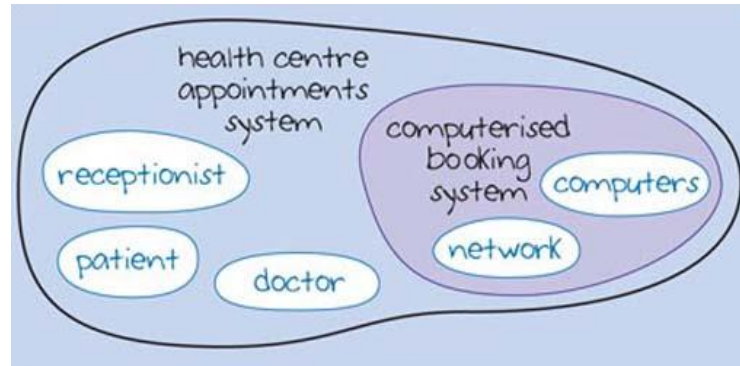 health centre
appointments
system
computerised
booking
system
computers
receptionist
network
patient
doctor